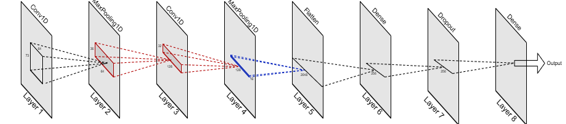 Conv1D
MaxPooling1D
Conv1D
MaxPooling1D
Flatten
Dense
Dropout
Dense
Output
Layer 1
Layer 2
Layer 3
Layer 4
Layer 5
Layer 6
Layer 7
Layer 8